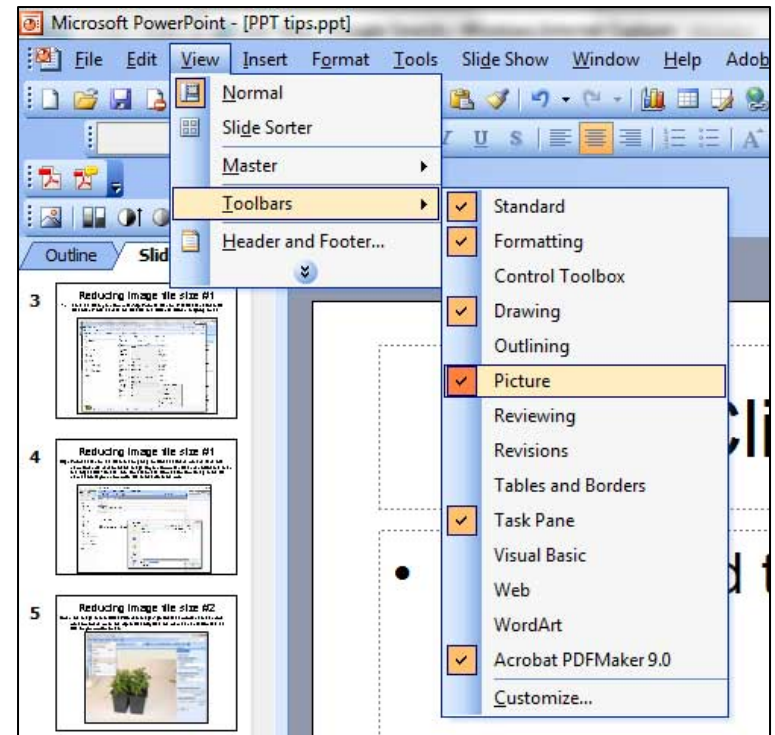 Microsoft PowerPoint - [PPT tips.ppt]
File Edit View Insert Format Tools Slide Show Window Help Adob
Normal
Slide Sorter
Master
Toolbars
Header and Footer...
U S A
Outline Slid
Standard
Formatting
Control Toolbox
Drawing
Outlining
Picture
Reviewing
Revisions
Tables and Borders
Task Pane
Visual Basic
Web
WordArt
Acrobat PDFMaker 9.0
Customize...
3 Reducing image file size #1
4 Reducing image file size #1
5 Reducing image file size #2
Cli
• d t